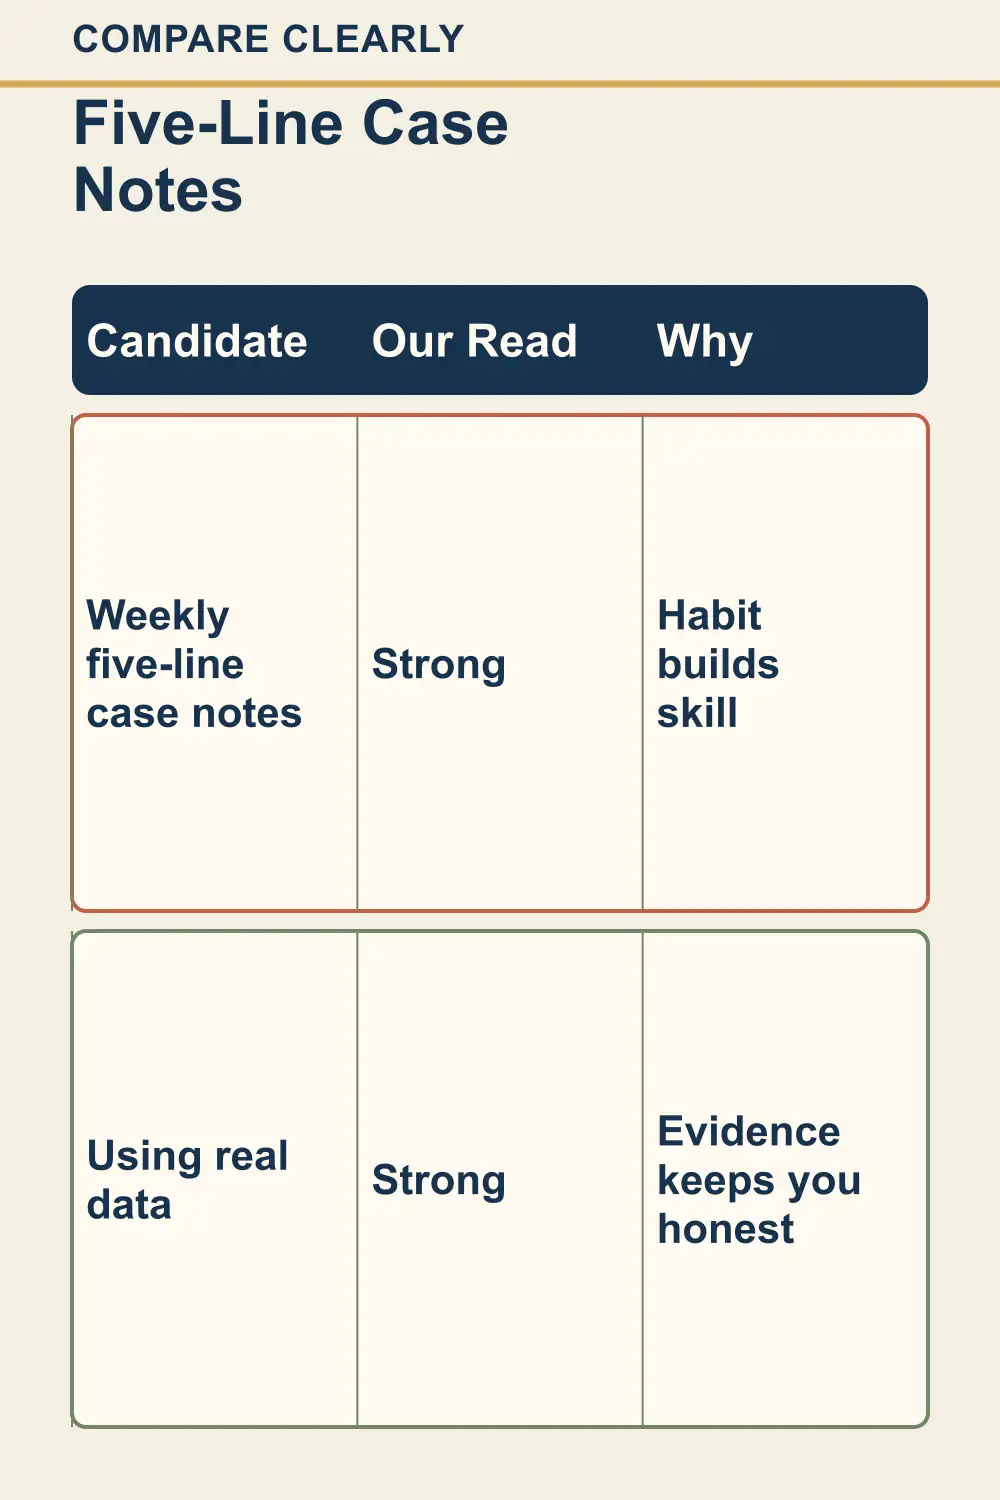 COMPARE CLEARLY
Five-Line Case
Notes
Candidate
Our Read
Why
Weekly
five-line
case notes
Strong
Habit
builds
skill
Using real
data
Strong
Evidence
keeps you
honest